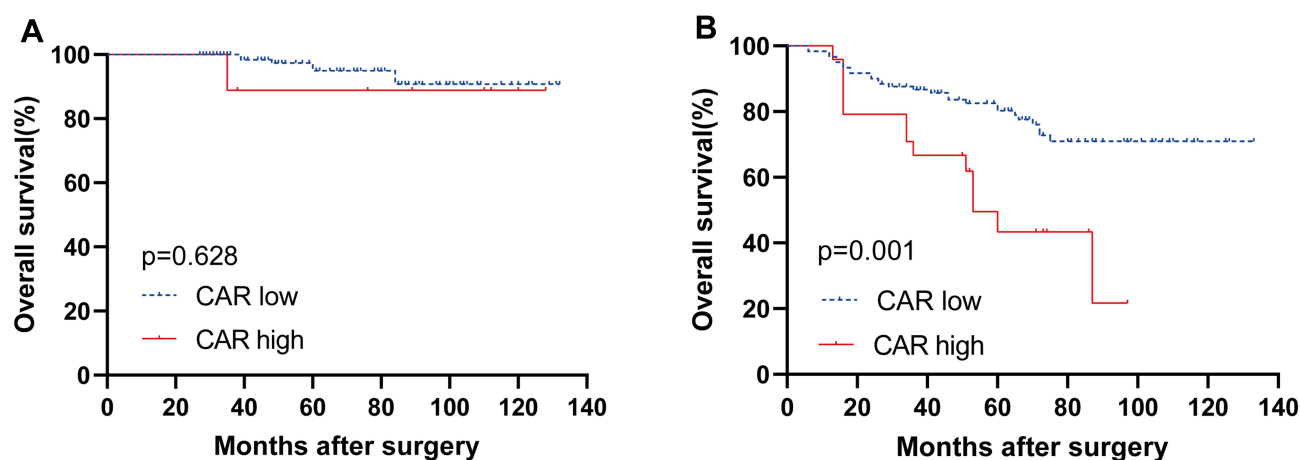 A
100
80
60
40
20
0
Overall survival(%)
p=0.628
CAR low
CAR high
0 20 40 60 80 100 120 140
Months after surgery
B
100
80
60
40
20
0
Overall survival(%)
p=0.001
CAR low
CAR high
0 20 40 60 80 100 120 140
Months after surgery